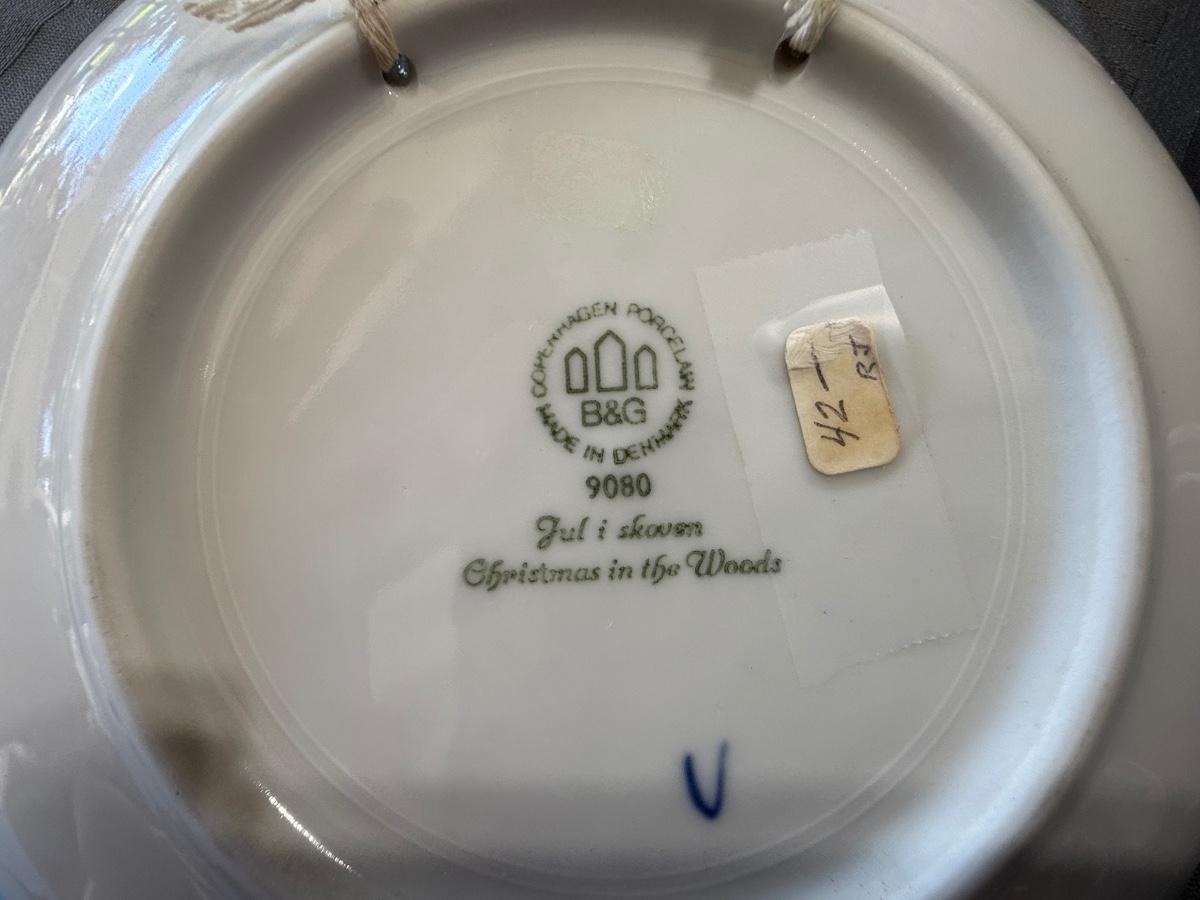 COPENHAGEN PORCELAIN
B&G
MADE IN DENMARK
9080
Jul i skoven
Christmas in the Woods
42-
RJ
V